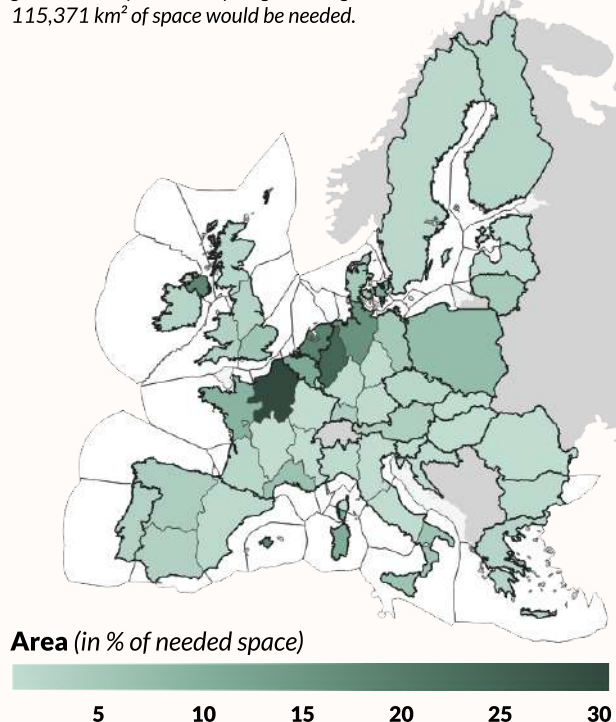 115,371 km² of space would be needed.
Area (in % of needed space)
5 10 15 20 25 30